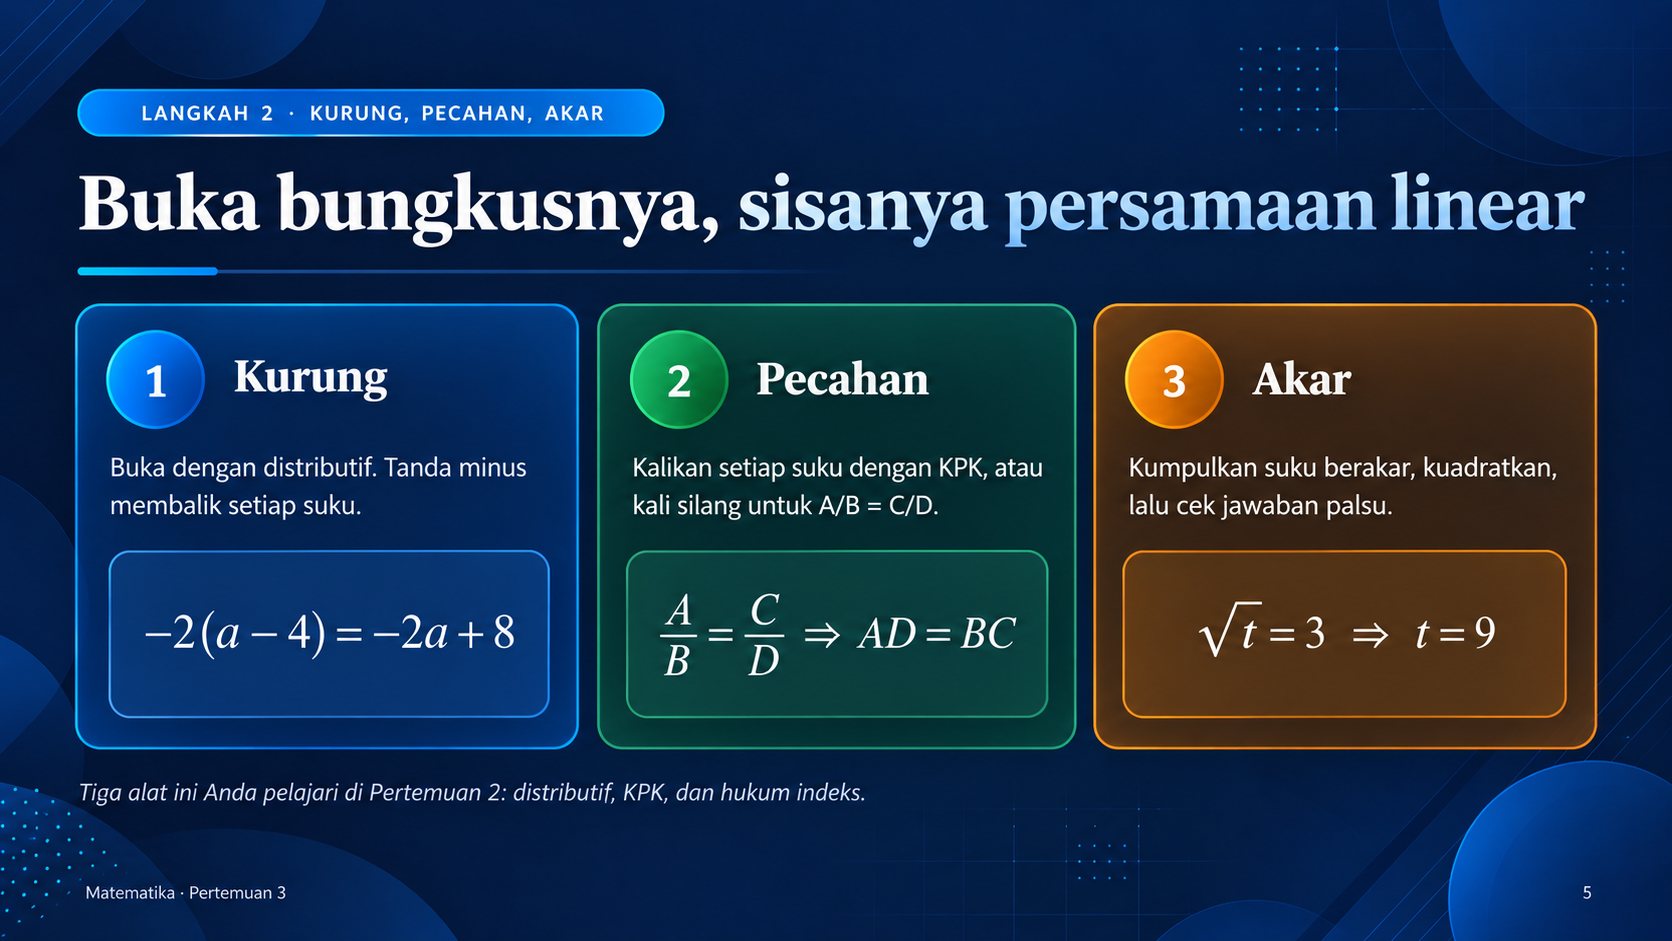 LANGKAH 2 · KURUNG, PECAHAN, AKAR
Buka bungkusnya, sisanya persamaan linear
1 Kurung
Buka dengan distributif. Tanda minus
membalik setiap suku.
−2(a − 4) = −2a + 8
2 Pecahan
Kalikan setiap suku dengan KPK, atau
kali silang untuk A/B = C/D.
A/B = C/D ⇒ AD = BC
3 Akar
Kumpulkan suku berakar, kuadratkan,
lalu cek jawaban palsu.
√t = 3 ⇒ t = 9
Tiga alat ini Anda pelajari di Pertemuan 2: distributif, KPK, dan hukum indeks.
Matematika · Pertemuan 3
5